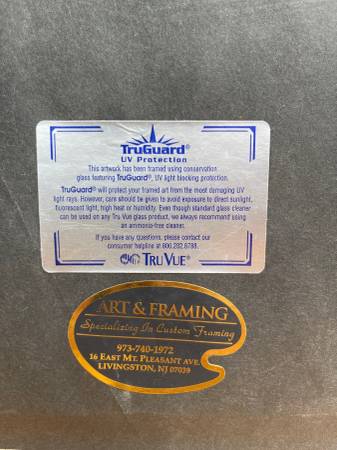 TruGuard®
UV Protection
This artwork has been framed using conservation
glass featuring TruGuard®, UV light blocking protection.
TruGuard® will protect your framed art from the most damaging UV
light rays. However, care should be given to avoid exposure to direct sunlight,
fluorescent light, high heat or humidity. Even though standard glass cleaner
can be used on any Tru Vue glass product, we always recommend using
an ammonia-free cleaner.
If you have any questions, please contact our
consumer helpline at 800.282.8788.
TRU VUE®
ART & FRAMING
Specializing In Custom Framing
973-740-1972
16 EAST MT. PLEASANT AVE.
LIVINGSTON, NJ 07039